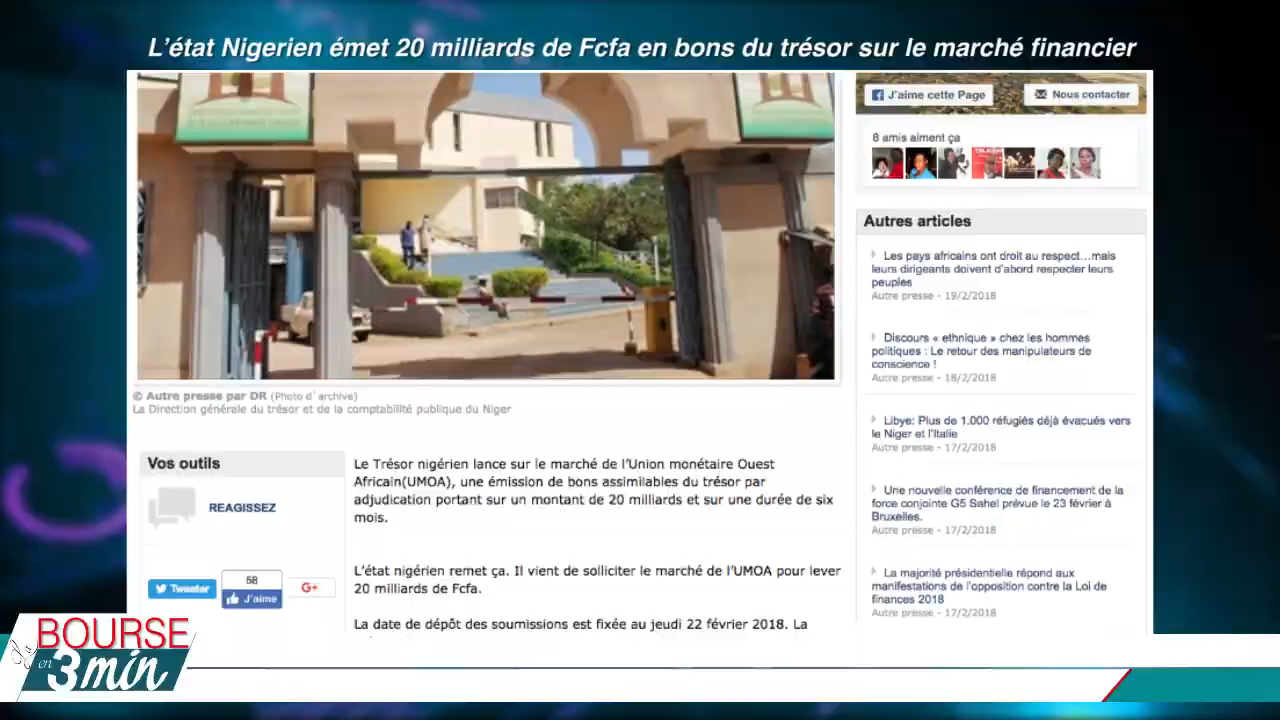 L'état Nigerien émet 20 milliards de Fcfa en bons du trésor sur le marché financier
J'aime cette Page
Nous contacter
8 amis aiment ça
Autres articles
Les pays africains ont droit au respect…mais
leurs dirigeants doivent d'abord respecter leurs
peuples
Autre presse - 19/2/2018
Discours « ethnique » chez les hommes
politiques : Le retour des manipulateurs de
conscience !
Autre presse - 18/2/2018
Libye: Plus de 1.000 réfugiés déjà évacués vers
le Niger et l'Italie
Autre presse - 17/2/2018
Une nouvelle conférence de financement de la
force conjointe G5 Sahel prévue le 23 février à
Bruxelles.
Autre presse - 17/2/2018
La majorité présidentielle répond aux
manifestations de l'opposition contre la Loi de
finances 2018
Autre presse - 17/2/2018
© Autre presse par DR (Photo d'archive)
La Direction générale du trésor et de la comptabilité publique du Niger
Vos outils
REAGISSEZ
Tweeter
58
J'aime
G+
Le Trésor nigérien lance sur le marché de l'Union monétaire Ouest
Africain(UMOA), une émission de bons assimilables du trésor par
adjudication portant sur un montant de 20 milliards et sur une durée de six
mois.
L'état nigérien remet ça. Il vient de solliciter le marché de l'UMOA pour lever
20 milliards de Fcfa.
La date de dépôt des soumissions est fixée au jeudi 22 février 2018. La
BOURSE
en
3min